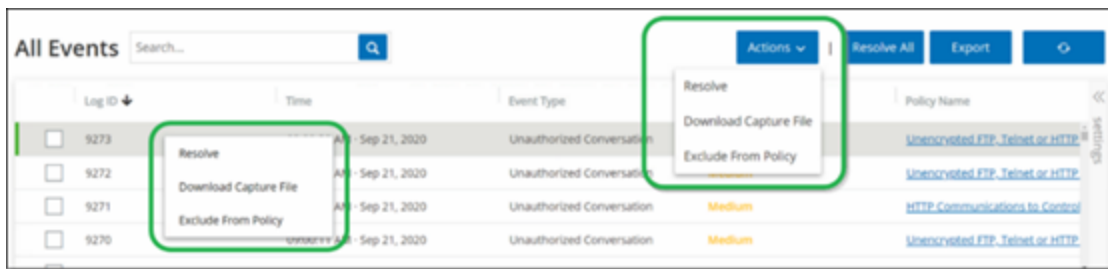 All Events Search... Actions | Resolve All Export
Log ID Time Event Type Policy Name
Resolve
Download Capture File
Exclude From Policy
9273 AM - Sep 21, 2020 Unauthorized Conversation Unencrypted FTP, Telnet or HTTP
Resolve
Download Capture File
Exclude From Policy
9272 - Sep 21, 2020 Unauthorized Conversation Unencrypted FTP, Telnet or HTTP
9271 AM - Sep 21, 2020 Unauthorized Conversation Medium HTTP Communications to Control
9270 AM - Sep 21, 2020 Unauthorized Conversation Medium Unencrypted FTP, Telnet or HTTP
settings